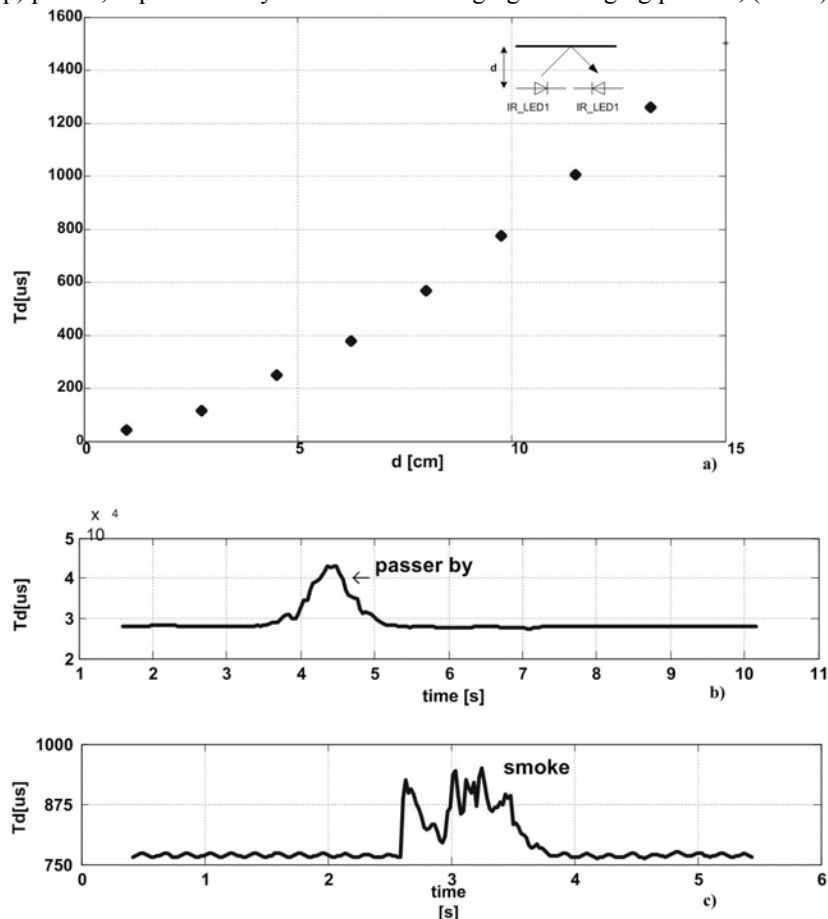 1600
1400
1200
1000
800
600
400
200
0
Td[us]
d
IR_LED1 IR_LED1
0 5 10 15
d [cm]
a)
x 4
10
5
4
3
2
Td[us]
passer by
1 2 3 4 5 6 7 8 9 10 11
time [s]
b)
1000
875
750
Td[us]
smoke
0 1 2 3 4 5 6
time
[s]
c)